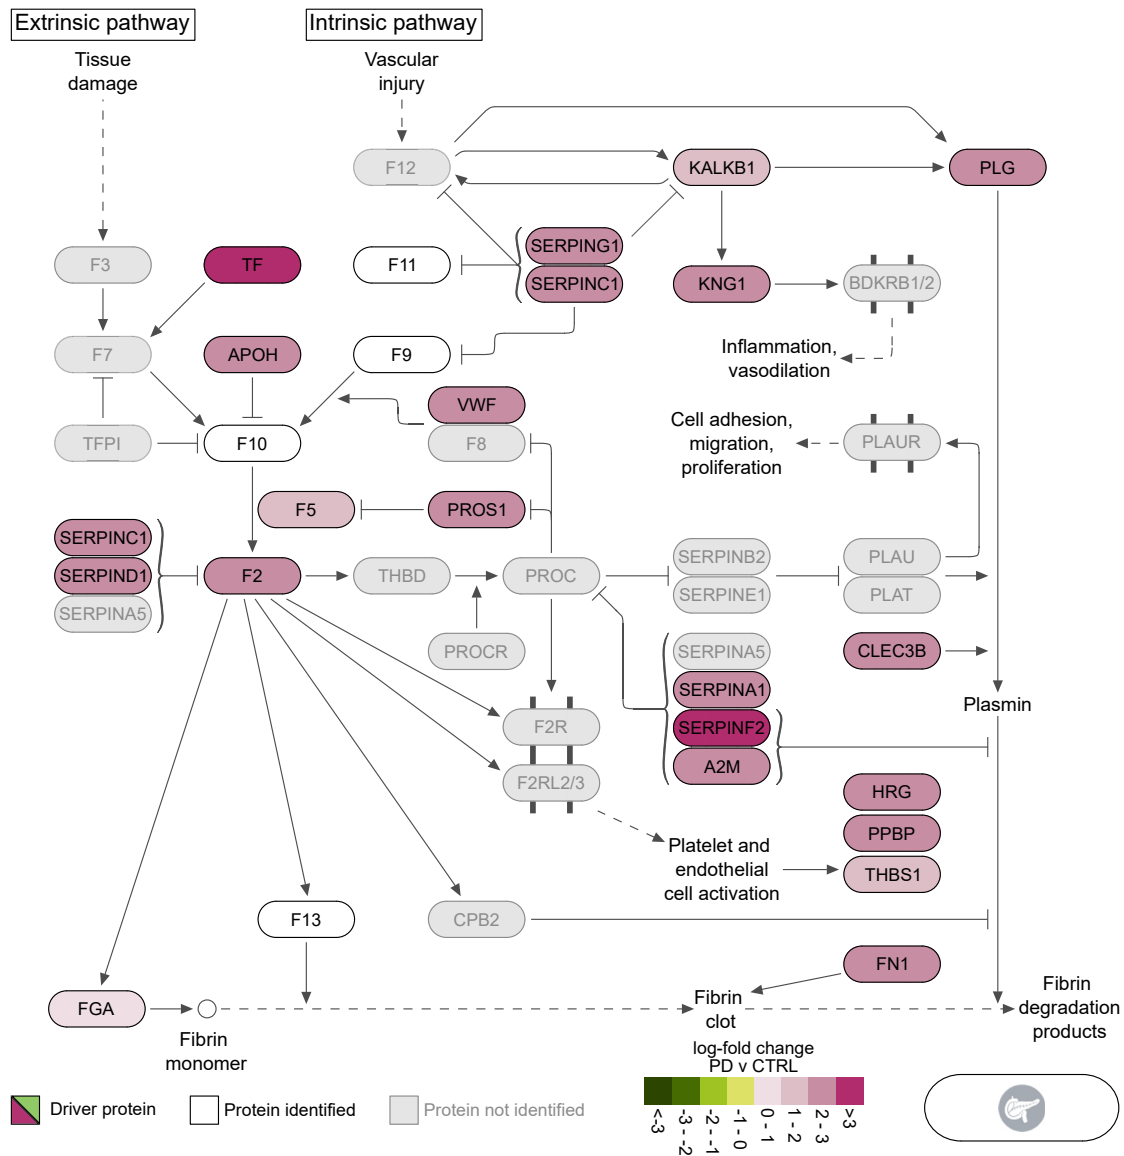 Extrinsic pathway
Intrinsic pathway
Tissue
damage
Vascular
injury
F12
KALKB1
PLG
SERPING1
F3
TF
F11
SERPINC1
KNG1
BDKRB1/2
F7
APOH
F9
Inflammation,
vasodilation
VWF
Cell adhesion,
migration,
proliferation
TFPI
F10
F8
PLAUR
F5
PROS1
SERPINC1
SERPIND1
SERPINA5
F2
THBD
PROC
SERPINB2
SERPINE1
PLAU
PLAT
PROCR
SERPINA5
SERPINA1
SERPINF2
A2M
CLEC3B
Plasmin
F2R
F2RL2/3
HRG
PPBP
THBS1
Platelet and
endothelial
cell activation
F13
CPB2
FN1
FGA
Fibrin
monomer
Fibrin
clot
Fibrin
degradation
products
log-fold change
PD v CTRL
<-3
-3 - -2
-2 - -1
-1 - 0
0 - 1
1 - 2
2 - 3
>3
Driver protein
Protein identified
Protein not identified